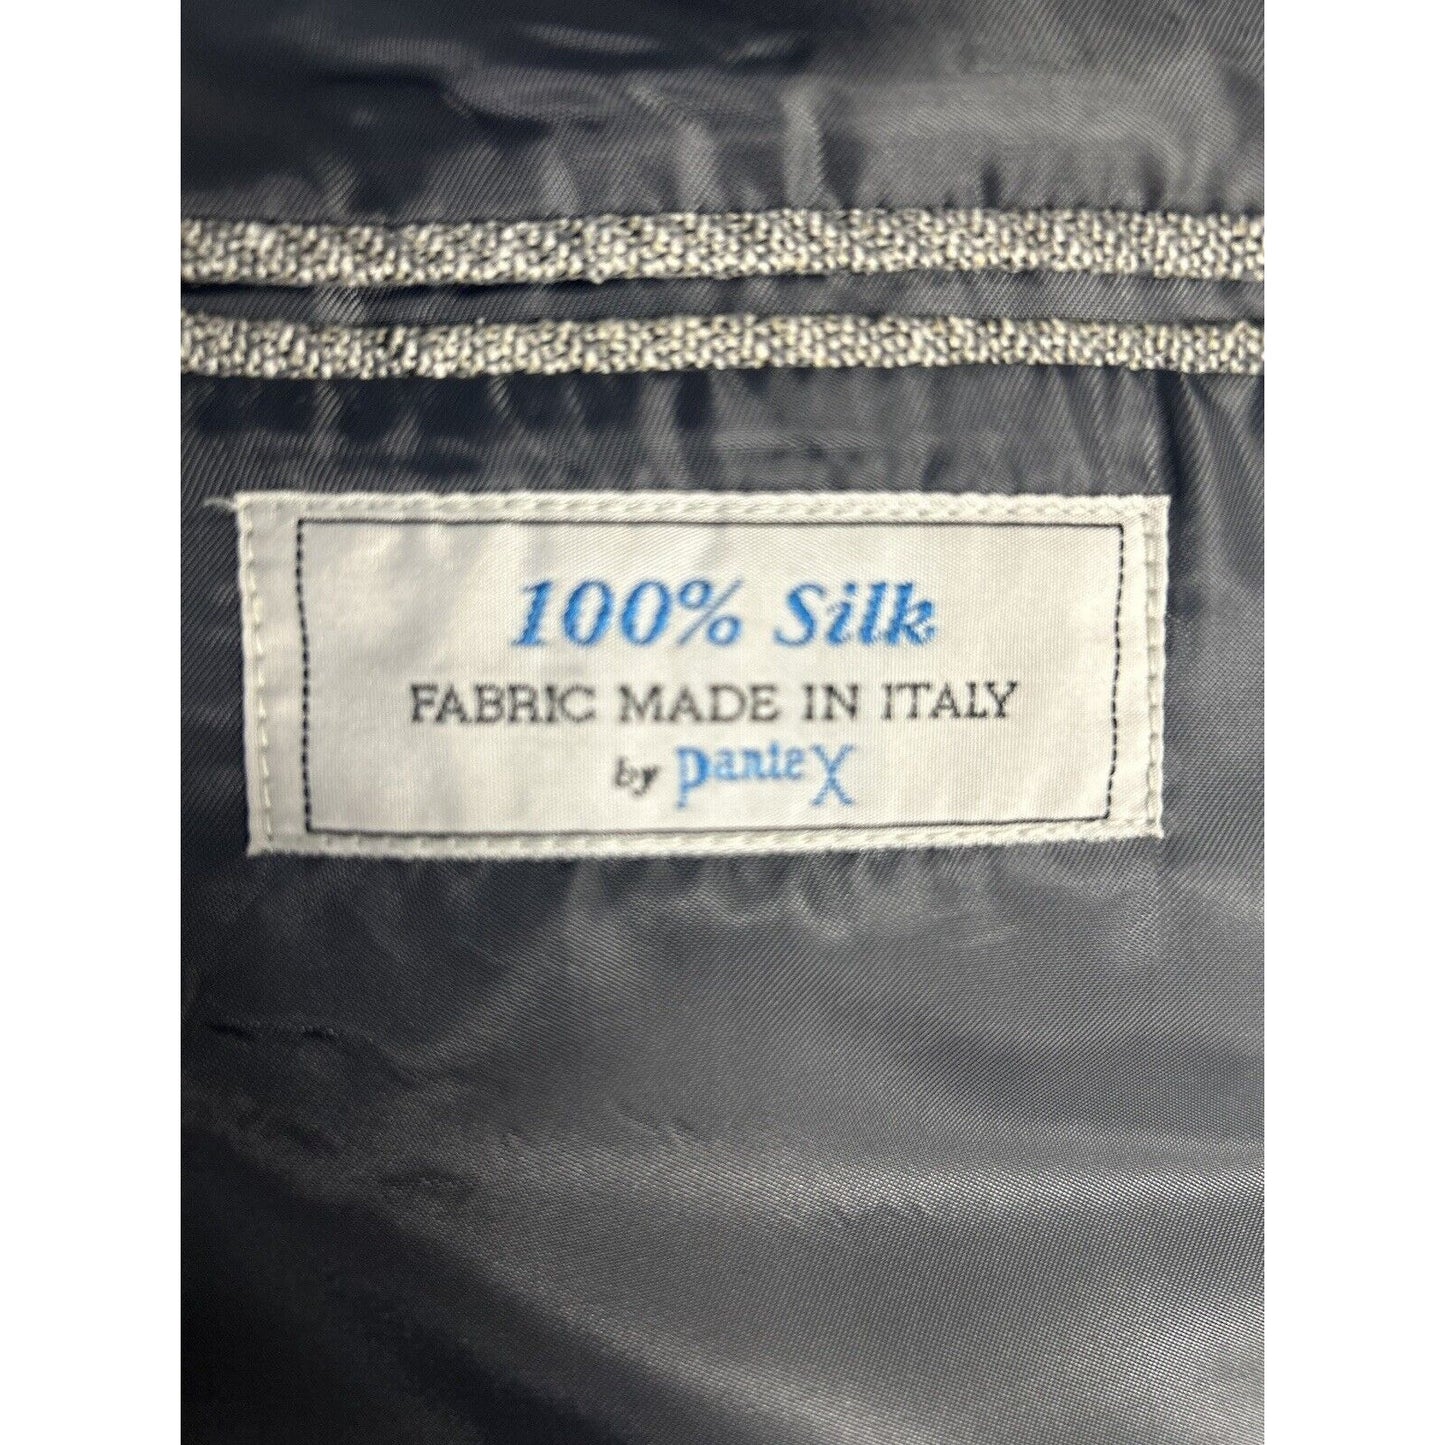 100% Silk
FABRIC MADE IN ITALY
by PanteX